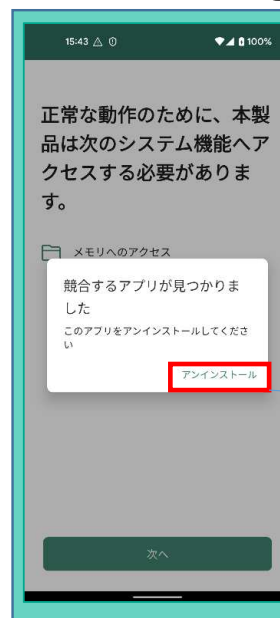 15:43 100%
正常な動作のために、本製
品は次のシステム機能へア
クセスする必要がありま
す。
メモリへのアクセス
競合するアプリが見つかりま
した
このアプリをアンインストールしてくださ
い
アンインストール
次へ